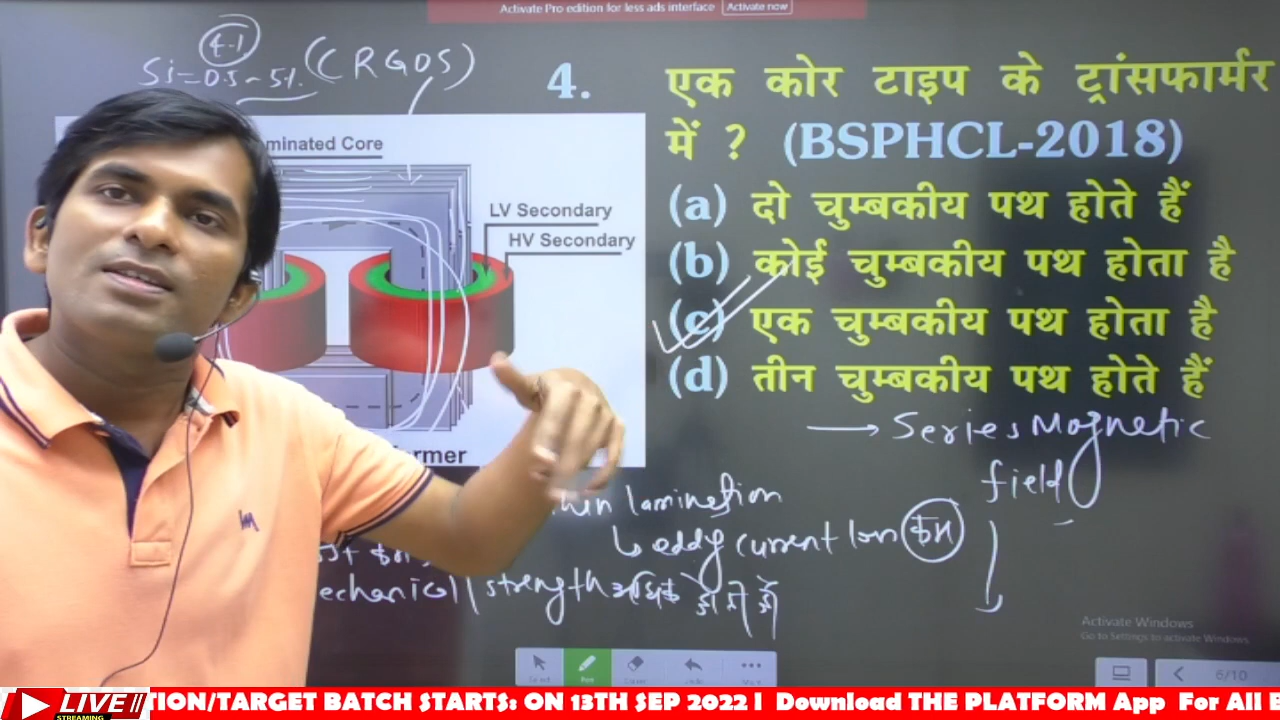 Activate Pro edition for less ads interface Activate now
4-1
Si = 0.5 - 5%. (CRGOS)
4. एक कोर टाइप के ट्रांसफार्मर
में ? (BSPHCL-2018)
(a) दो चुम्बकीय पथ होते हैं
(b) कोई चुम्बकीय पथ होता है
(c) एक चुम्बकीय पथ होता है
(d) तीन चुम्बकीय पथ होते हैं
minated Core
LV Secondary
HV Secondary
rmer
→ Series Magnetic
field
lamination
↳ eddy current loss कम
echanical strength
Activate Windows
Go to Settings to activate Windows.
6/10
LIVE
STREAMING
TION/TARGET BATCH STARTS: ON 13TH SEP 2022 I Download THE PLATFORM App For All E